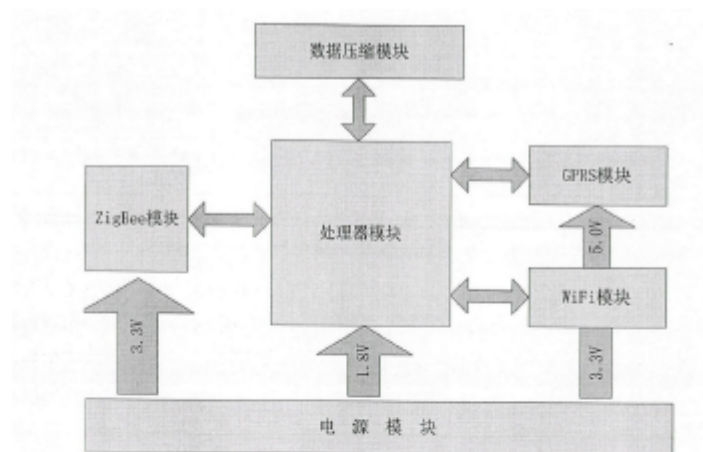 数据压缩模块
GPRS模块
ZigBee模块
处理器模块
5.0V
WiFi模块
3.3V
1.8V
3.3V
电源模块